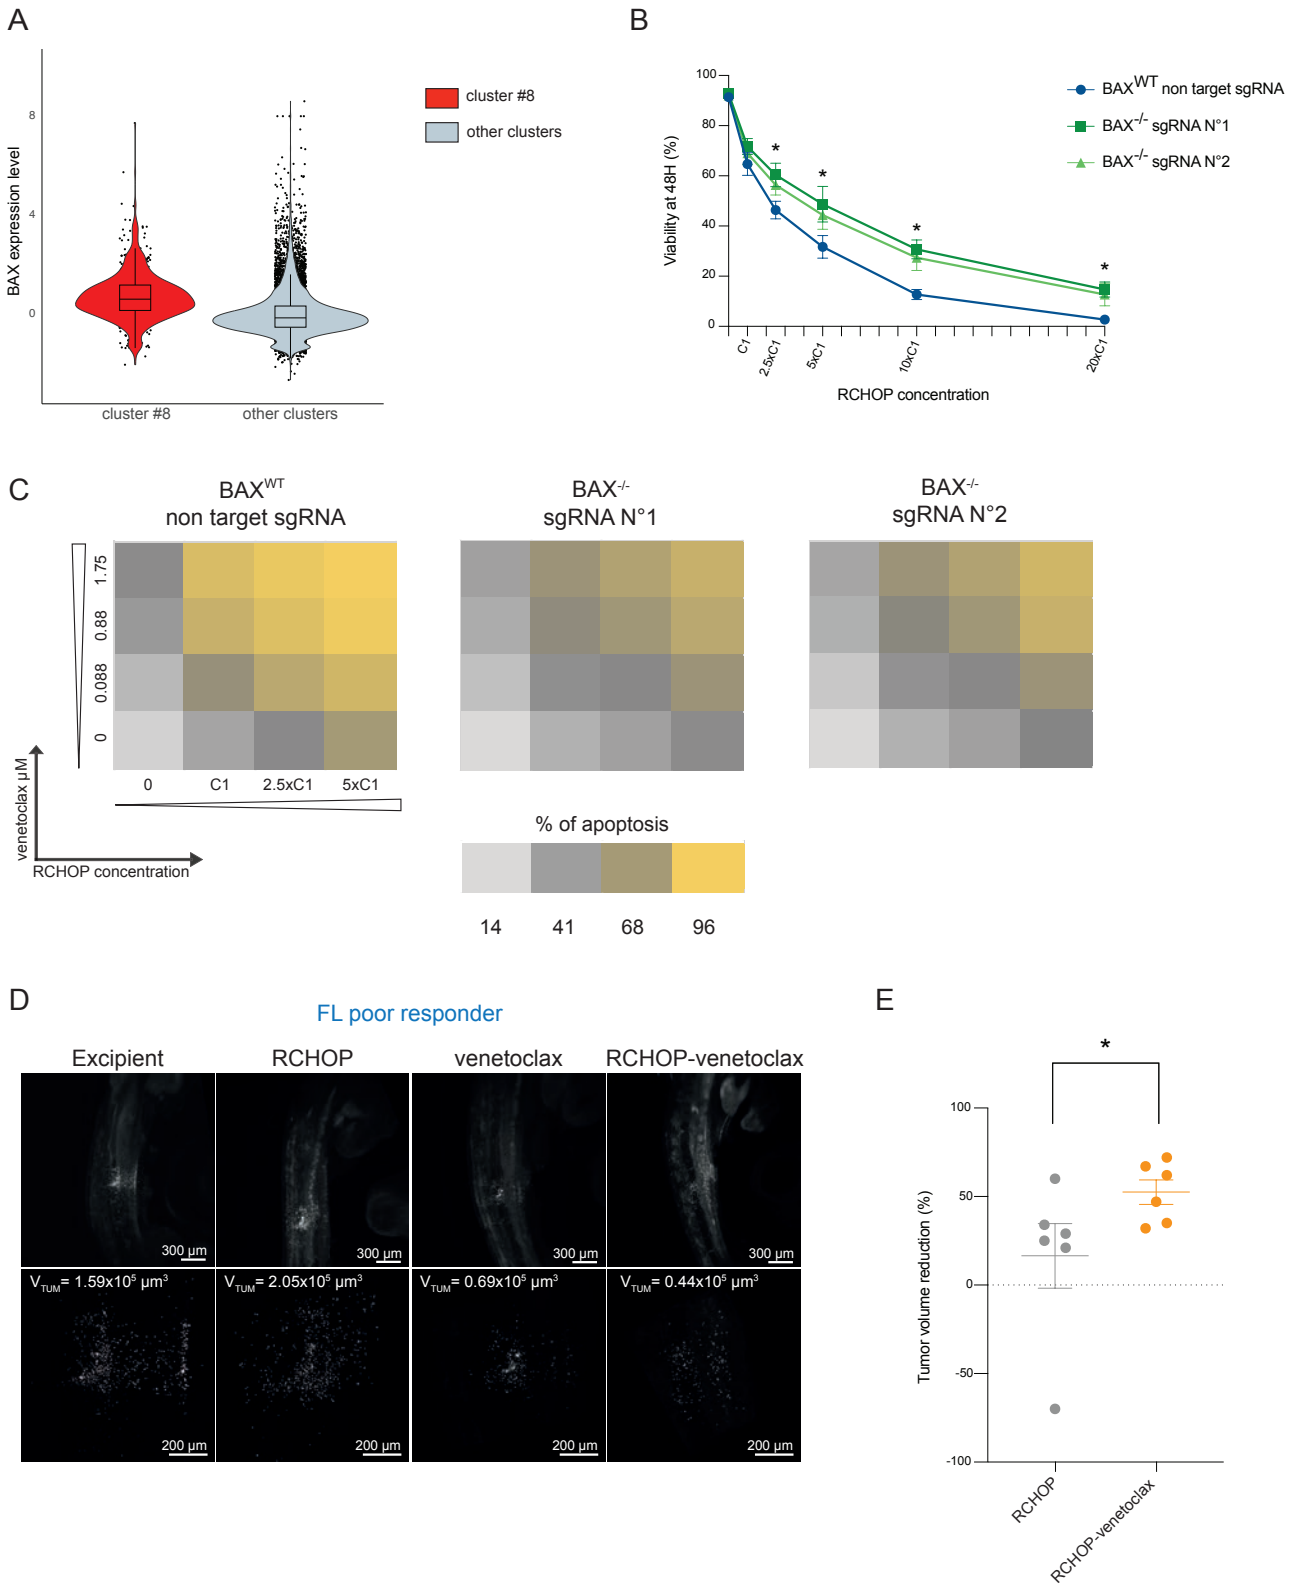 A
BAX expression level
8
4
0
cluster #8
other clusters
cluster #8
other clusters
B
Viability at 48H (%)
100
80
60
40
20
0
*
*
*
*
C1
2.5xC1
5xC1
10xC1
20xC1
RCHOP concentration
BAXWT non target sgRNA
BAX-/- sgRNA N°1
BAX-/- sgRNA N°2
C
BAXWT
non target sgRNA
BAX-/-
sgRNA N°1
BAX-/-
sgRNA N°2
1.75
0.88
0.088
0
venetoclax µM
0 C1 2.5xC1 5xC1
RCHOP concentration
% of apoptosis
14 41 68 96
D
FL poor responder
Excipient RCHOP venetoclax RCHOP-venetoclax
300 µm 300 µm 300 µm 300 µm
VTUM= 1.59x10⁵ µm³ VTUM= 2.05x10⁵ µm³ VTUM= 0.69x10⁵ µm³ VTUM= 0.44x10⁵ µm³
200 µm 200 µm 200 µm 200 µm
E
*
Tumor volume reduction (%)
100
50
0
-50
-100
RCHOP
RCHOP-venetoclax